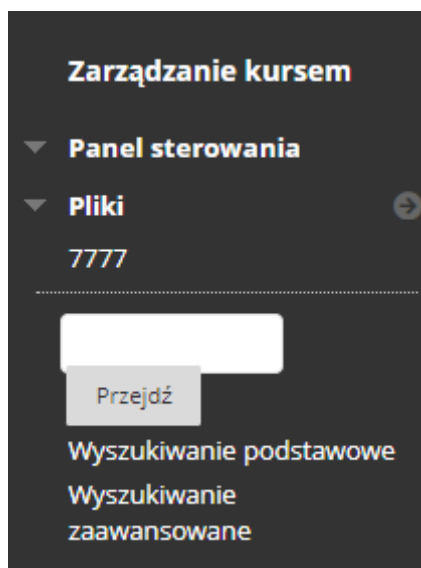 Zarządzanie kursem
Panel sterowania
Pliki
7777
Przejdź
Wyszukiwanie podstawowe
Wyszukiwanie
zaawansowane